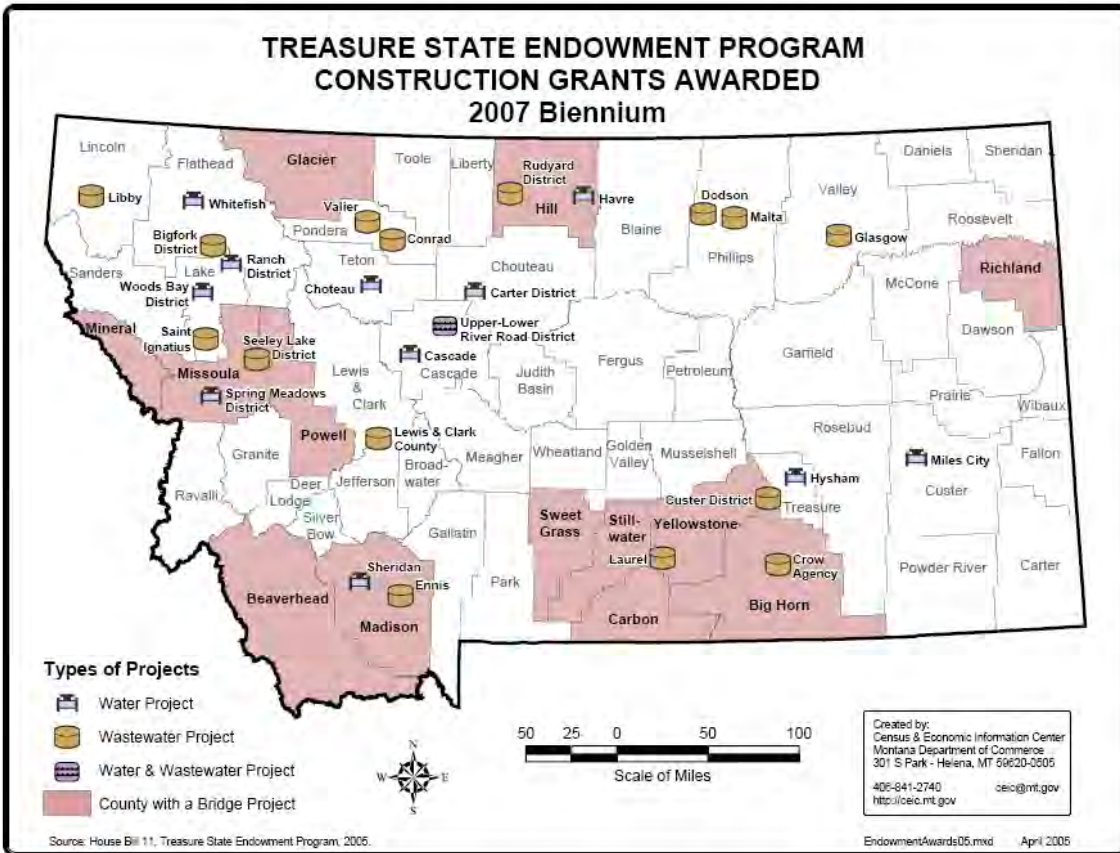 TREASURE STATE ENDOWMENT PROGRAM
CONSTRUCTION GRANTS AWARDED
2007 Biennium
Lincoln
Flathead
Glacier
Toole
Liberty
Rudyard
District
Hill
Havre
Blaine
Dodson
Malta
Phillips
Valley
Daniels
Sheridan
Roosevelt
Libby
Whitefish
Valier
Pondera
Conrad
Glasgow
Bigfork
District
Sanders
Lake
Ranch
District
Teton
Choteau
Chouteau
Carter District
Richland
McCone
Woods Bay
District
Upper-Lower
River Road District
Dawson
Mineral
Saint
Ignatius
Seeley Lake
District
Missoula
Cascade
Cascade
Judith
Basin
Fergus
Petroleum
Garfield
Prairie
Wibaux
Lewis
&
Clark
Spring Meadows
District
Powell
Lewis & Clark
County
Granite
Ravalli
Deer
Lodge
Silver
Bow
Jefferson
Broad-
water
Meagher
Wheatland
Golden
Valley
Musselshell
Rosebud
Miles City
Custer
Fallon
Hysham
Treasure
Custer District
Gallatin
Park
Sweet
Grass
Still-
water
Yellowstone
Laurel
Crow
Agency
Big Horn
Carbon
Powder River
Carter
Sheridan
Ennis
Beaverhead
Madison
Types of Projects
Water Project
Wastewater Project
Water & Wastewater Project
County with a Bridge Project
N
W
E
S
50 25 0 50 100
Scale of Miles
Created by:
Census & Economic Information Center
Montana Department of Commerce
301 S Park - Helena, MT 59620-0505
406-841-2740 ceic@mt.gov
http://ceic.mt.gov
Source: House Bill 11, Treasure State Endowment Program, 2005.
EndowmentAwards05.mxd April 2005